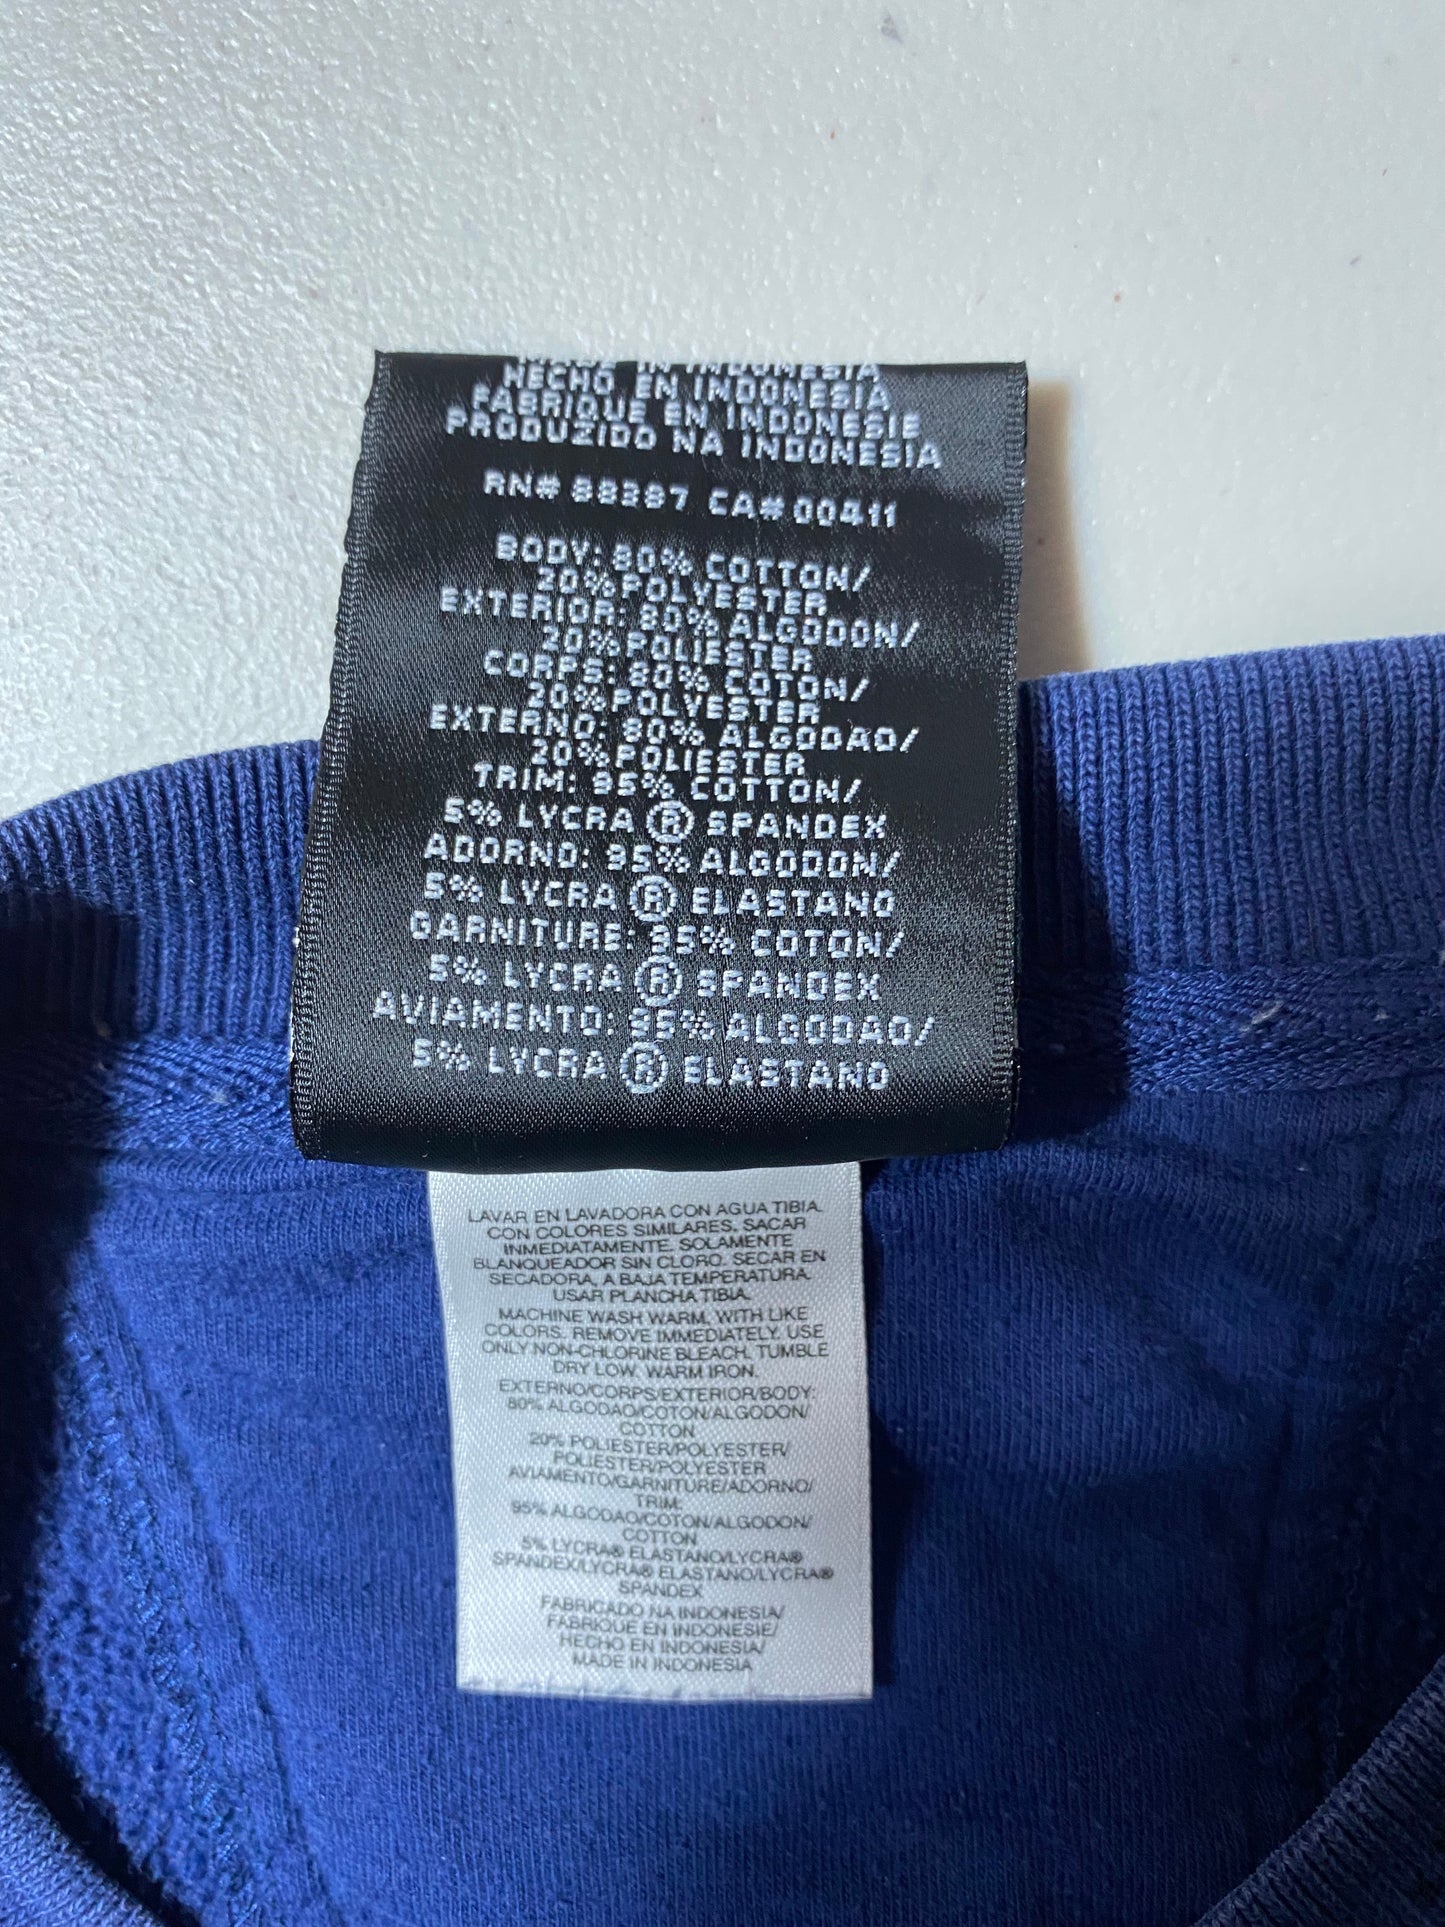 MADE IN INDONESIA
HECHO EN INDONESIA
FABRIQUE EN INDONESIE
PRODUZIDO NA INDONESIA
RN# 88387 CA# 00411
BODY: 80% COTTON/
20% POLYESTER
EXTERIOR: 80% ALGODON/
20% POLIESTER
CORPS: 80% COTON/
20% POLYESTER
EXTERNO: 80% ALGODAO/
20% POLIESTER
TRIM: 95% COTTON/
5% LYCRA ® SPANDEX
ADORNO: 95% ALGODON/
5% LYCRA ® ELASTANO
GARNITURE: 95% COTON/
5% LYCRA ® SPANDEX
AVIAMENTO: 95% ALGODAO/
5% LYCRA ® ELASTANO
LAVAR EN LAVADORA CON AGUA TIBIA.
CON COLORES SIMILARES. SACAR
INMEDIATAMENTE. SOLAMENTE
BLANQUEADOR SIN CLORO. SECAR EN
SECADORA, A BAJA TEMPERATURA.
USAR PLANCHA TIBIA.
MACHINE WASH WARM, WITH LIKE
COLORS. REMOVE IMMEDIATELY. USE
ONLY NON-CHLORINE BLEACH. TUMBLE
DRY LOW. WARM IRON.
EXTERNO/CORPS/EXTERIOR/BODY:
80% ALGODAO/COTON/ALGODON/
COTTON
20% POLIESTER/POLYESTER/
POLIESTER/POLYESTER
AVIAMENTO/GARNITURE/ADORNO/
TRIM:
95% ALGODAO/COTON/ALGODON/
COTTON
5% LYCRA® ELASTANO/LYCRA®
SPANDEX/LYCRA® ELASTANO/LYCRA®
SPANDEX
FABRICADO NA INDONESIA/
FABRIQUE EN INDONESIE/
HECHO EN INDONESIA/
MADE IN INDONESIA